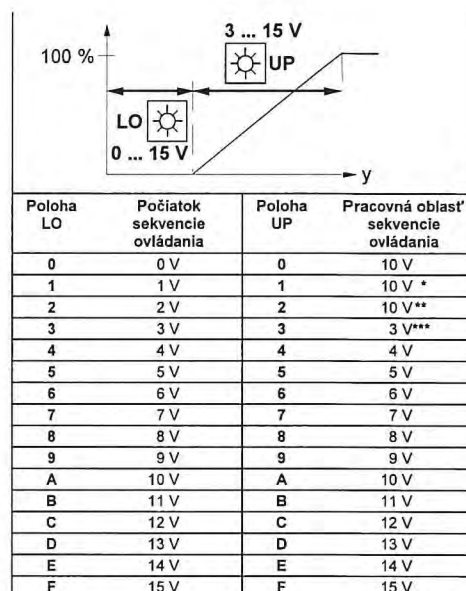 3 ... 15 V
100 %
UP
LO
0 ... 15 V
y
Poloha LO Počiatok sekvencie ovládania Poloha UP Pracovná oblasť sekvencie ovládania
0 0 V 0 10 V
1 1 V 1 10 V *
2 2 V 2 10 V**
3 3 V 3 3 V***
4 4 V 4 4 V
5 5 V 5 5 V
6 6 V 6 6 V
7 7 V 7 7 V
8 8 V 8 8 V
9 9 V 9 9 V
A 10 V A 10 V
B 11 V B 11 V
C 12 V C 12 V
D 13 V D 13 V
E 14 V E 14 V
F 15 V F 15 V